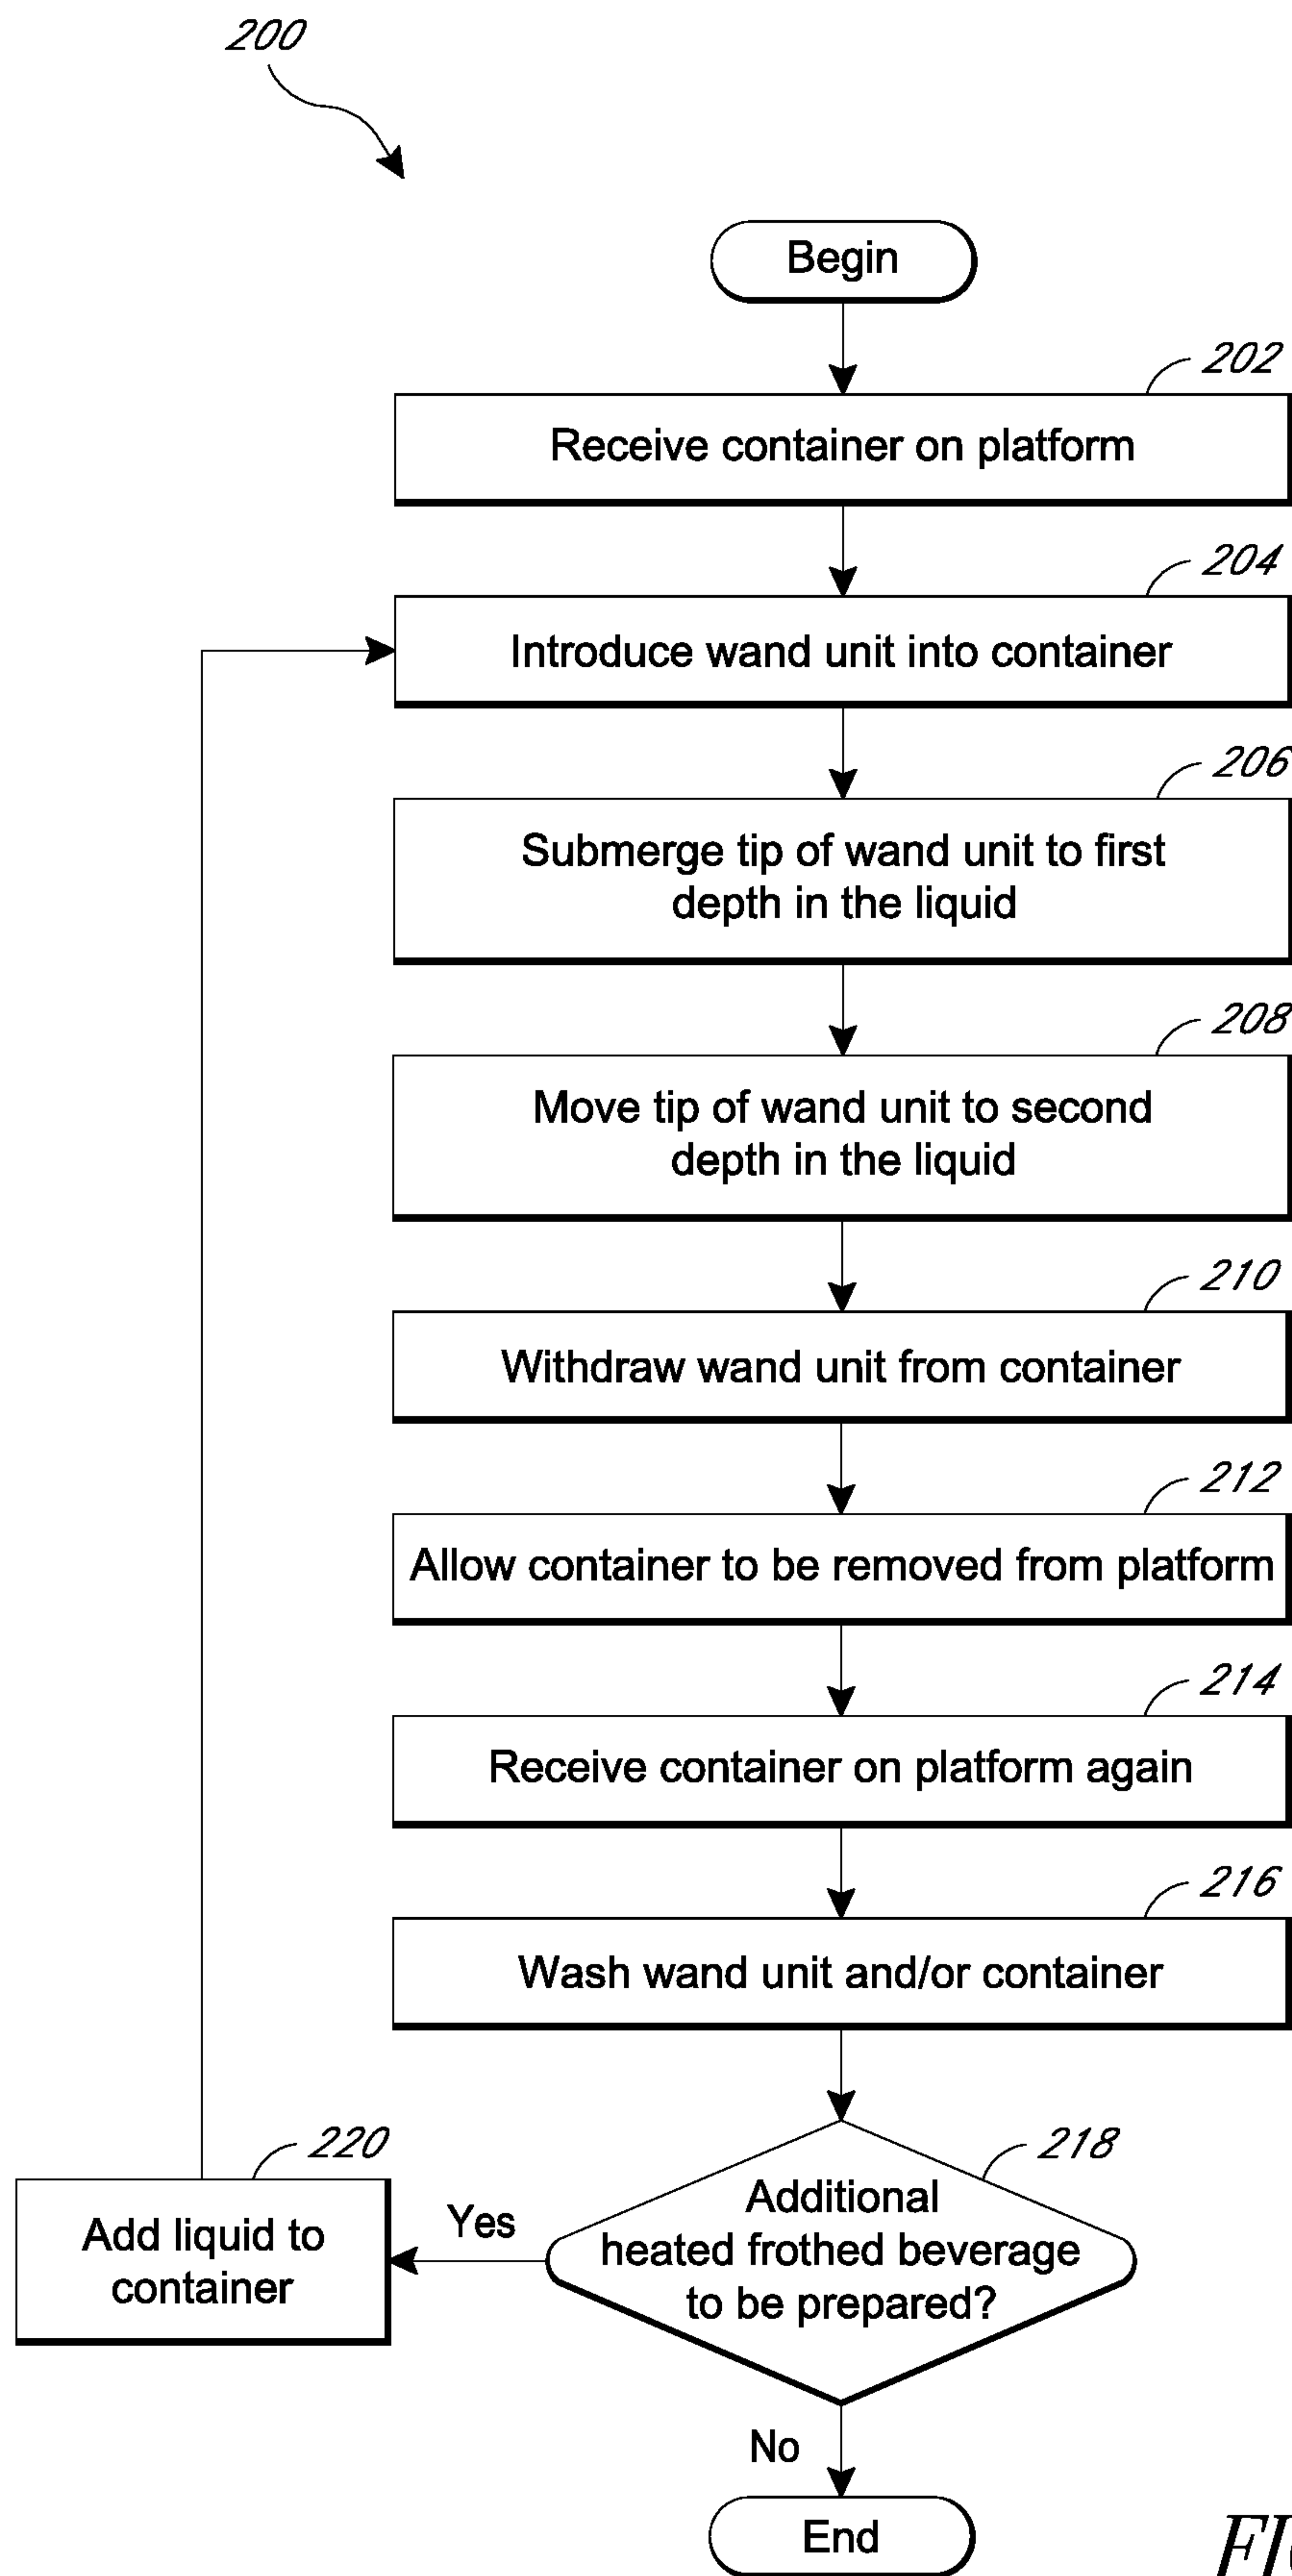 200
Begin
202
Receive container on platform
204
Introduce wand unit into container
206
Submerge tip of wand unit to first
depth in the liquid
208
Move tip of wand unit to second
depth in the liquid
210
Withdraw wand unit from container
212
Allow container to be removed from platform
214
Receive container on platform again
216
Wash wand unit and/or container
218
Additional
heated frothed beverage
to be prepared?
Yes
220
Add liquid to
container
No
End